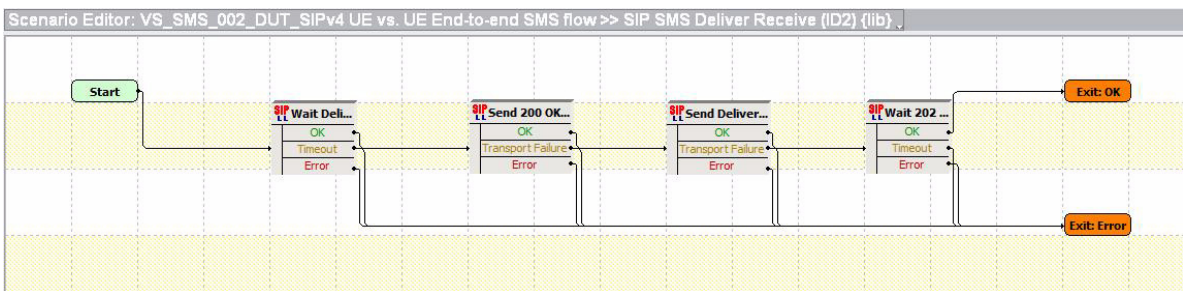 Scenario Editor: VS_SMS_002_DUT_SIPv4 UE vs. UE End-to-end SMS flow >> SIP SMS Deliver Receive (ID2) {lib}
Start
SIP LL Wait Deli...
OK
Timeout
Error
SIP LL Send 200 OK...
OK
Transport Failure
Error
SIP LL Send Deliver...
OK
Transport Failure
Error
SIP LL Wait 202 ...
OK
Timeout
Error
Exit: OK
Exit: Error